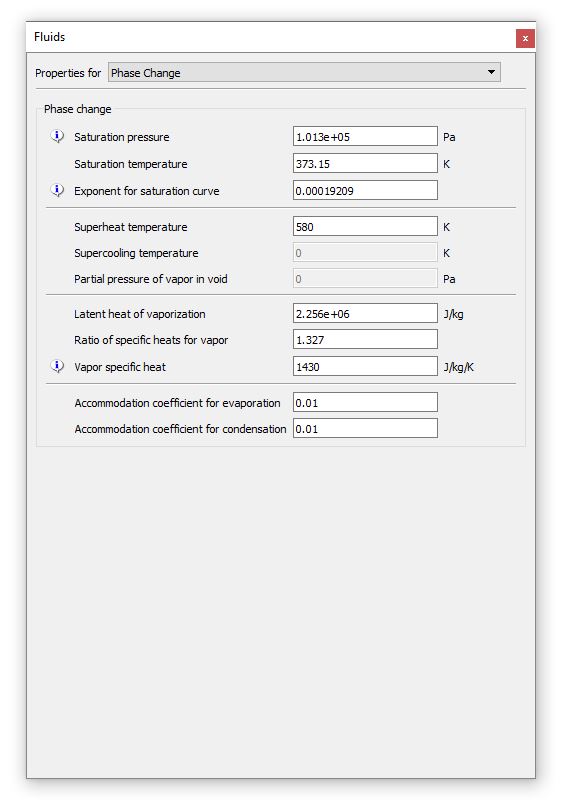 Fluids
x
Properties for Phase Change
Phase change
i Saturation pressure 1.013e+05 Pa
Saturation temperature 373.15 K
i Exponent for saturation curve 0.00019209
Superheat temperature 580 K
Supercooling temperature 0 K
Partial pressure of vapor in void 0 Pa
Latent heat of vaporization 2.256e+06 J/kg
Ratio of specific heats for vapor 1.327
i Vapor specific heat 1430 J/kg/K
Accommodation coefficient for evaporation 0.01
Accommodation coefficient for condensation 0.01